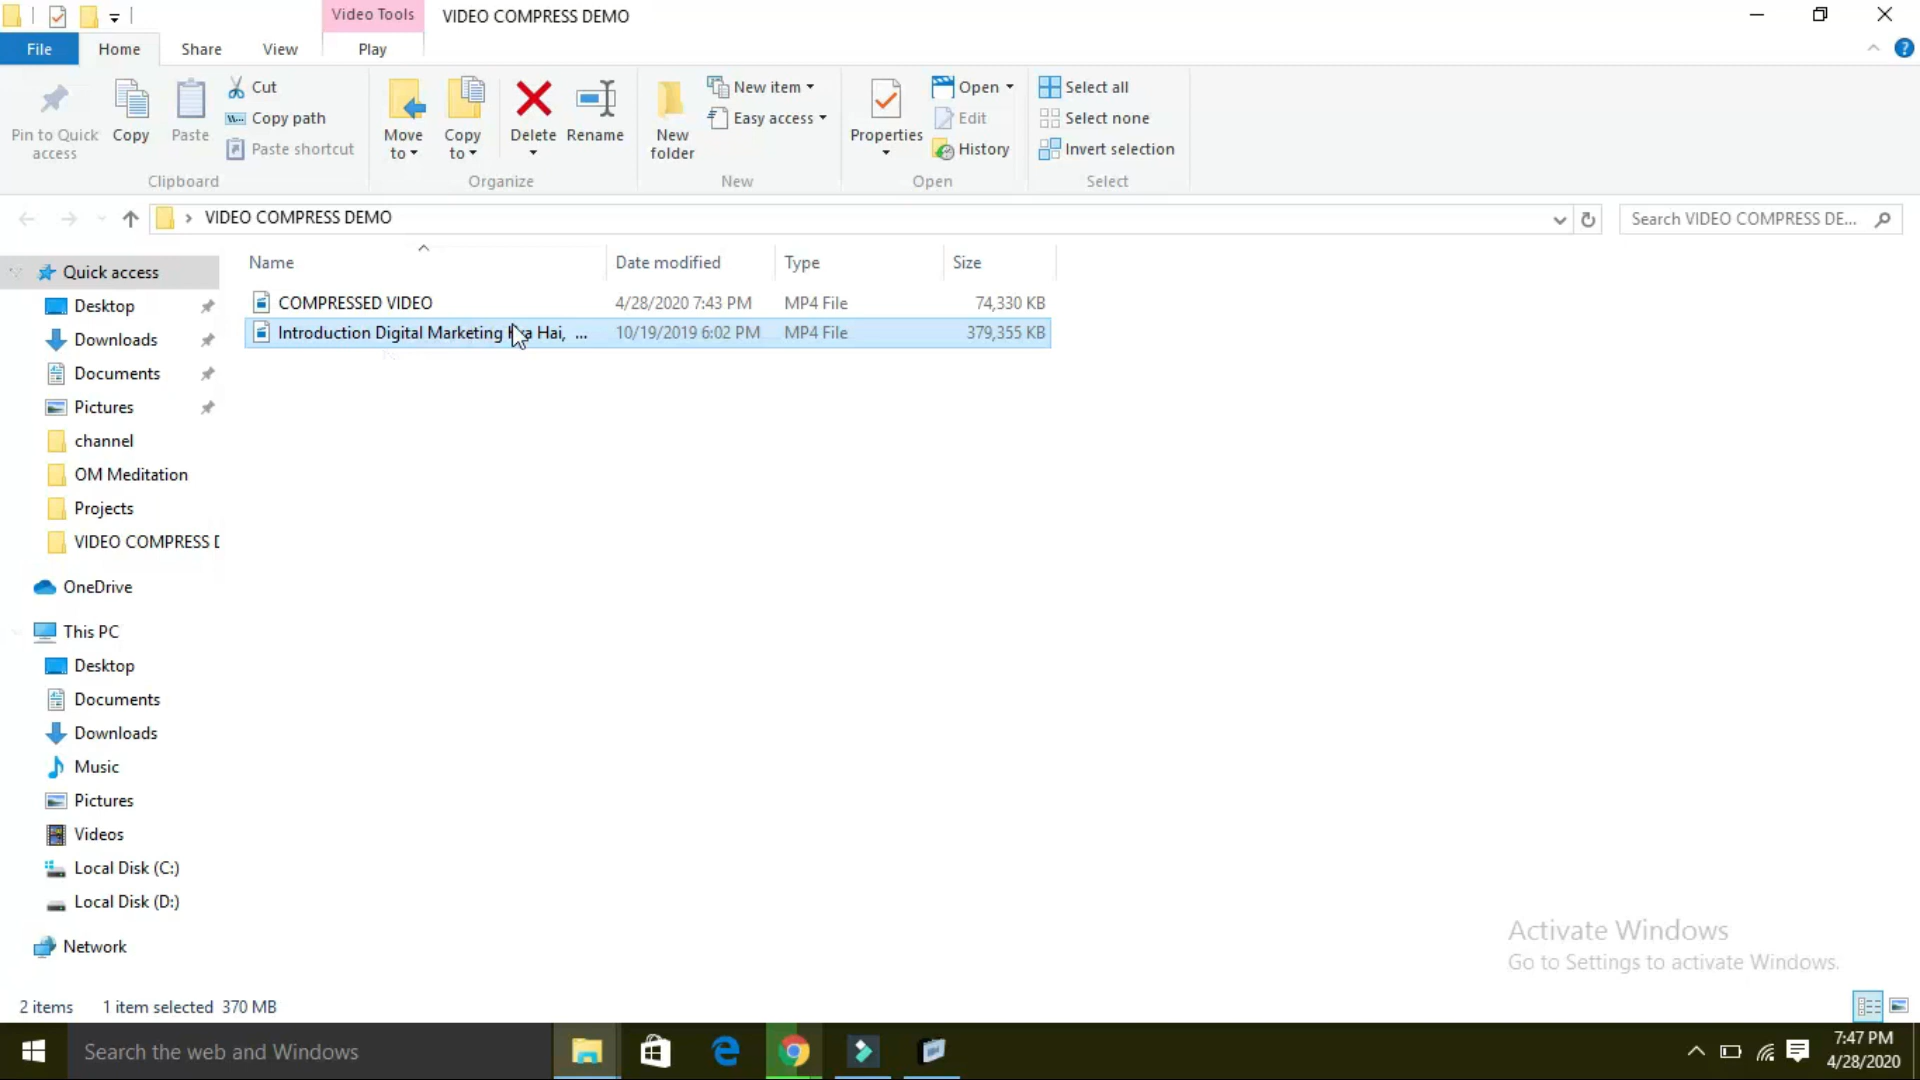 Video Tools
VIDEO COMPRESS DEMO
File
Home
Share
View
Play
Pin to Quick access
Copy
Paste
Cut
Copy path
Paste shortcut
Clipboard
Move to
Copy to
Delete
Rename
Organize
New folder
New item
Easy access
New
Properties
Open
Edit
History
Open
Select all
Select none
Invert selection
Select
VIDEO COMPRESS DEMO
Search VIDEO COMPRESS DE...
Name
Date modified
Type
Size
COMPRESSED VIDEO 4/28/2020 7:43 PM MP4 File 74,330 KB
Introduction Digital Marketing Kya Hai, ... 10/19/2019 6:02 PM MP4 File 379,355 KB
Quick access
Desktop
Downloads
Documents
Pictures
channel
OM Meditation
Projects
VIDEO COMPRESS D
OneDrive
This PC
Desktop
Documents
Downloads
Music
Pictures
Videos
Local Disk (C:)
Local Disk (D:)
Network
Activate Windows
Go to Settings to activate Windows.
2 items 1 item selected 370 MB
Search the web and Windows
7:47 PM
4/28/2020